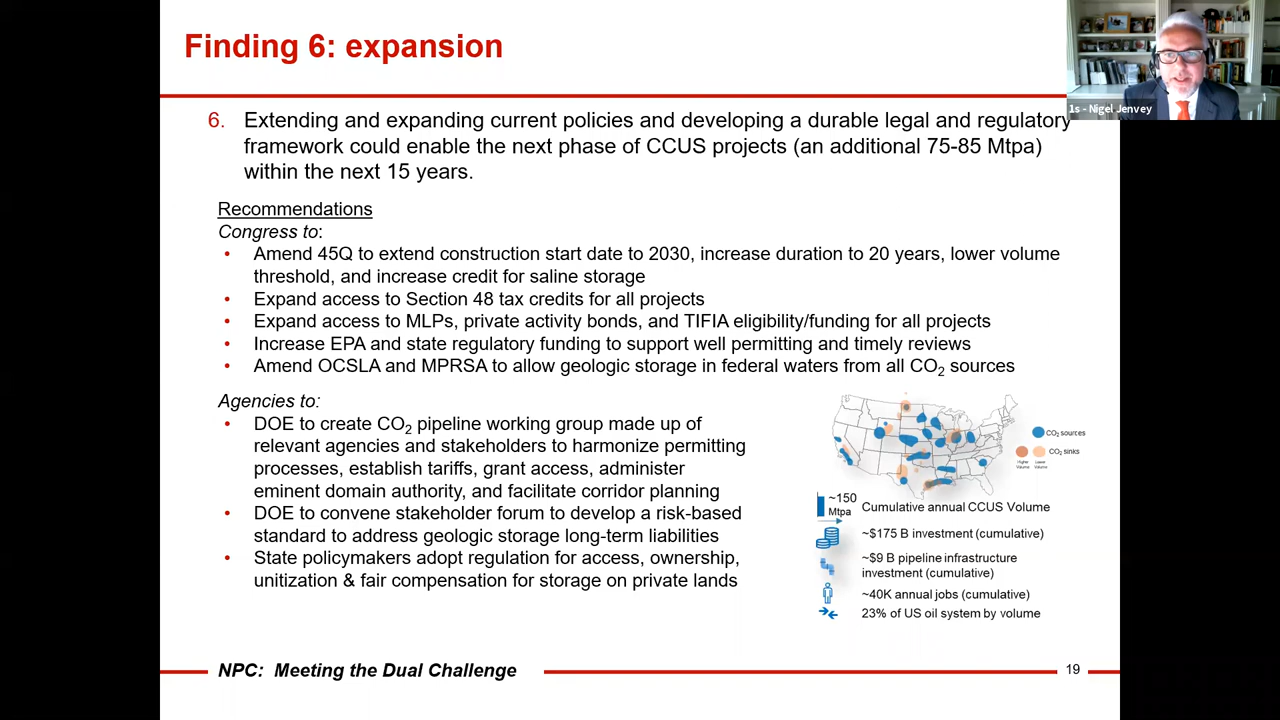 Finding 6: expansion
1s - Nigel Jenvey
6. Extending and expanding current policies and developing a durable legal and regulatory
framework could enable the next phase of CCUS projects (an additional 75-85 Mtpa)
within the next 15 years.
Recommendations
Congress to:
• Amend 45Q to extend construction start date to 2030, increase duration to 20 years, lower volume
threshold, and increase credit for saline storage
• Expand access to Section 48 tax credits for all projects
• Expand access to MLPs, private activity bonds, and TIFIA eligibility/funding for all projects
• Increase EPA and state regulatory funding to support well permitting and timely reviews
• Amend OCSLA and MPRSA to allow geologic storage in federal waters from all CO2 sources
Agencies to:
• DOE to create CO2 pipeline working group made up of
relevant agencies and stakeholders to harmonize permitting
processes, establish tariffs, grant access, administer
eminent domain authority, and facilitate corridor planning
• DOE to convene stakeholder forum to develop a risk-based
standard to address geologic storage long-term liabilities
• State policymakers adopt regulation for access, ownership,
unitization & fair compensation for storage on private lands
CO2 sources
CO2 sinks
Higher Volume
Lower Volume
~150 Mtpa
Cumulative annual CCUS Volume
~$175 B investment (cumulative)
~$9 B pipeline infrastructure
investment (cumulative)
~40K annual jobs (cumulative)
23% of US oil system by volume
NPC: Meeting the Dual Challenge
19